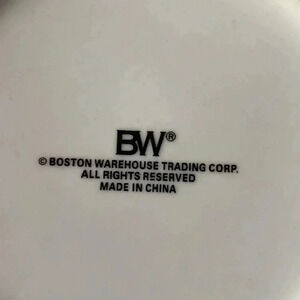 BW®
© BOSTON WAREHOUSE TRADING CORP.
ALL RIGHTS RESERVED
MADE IN CHINA